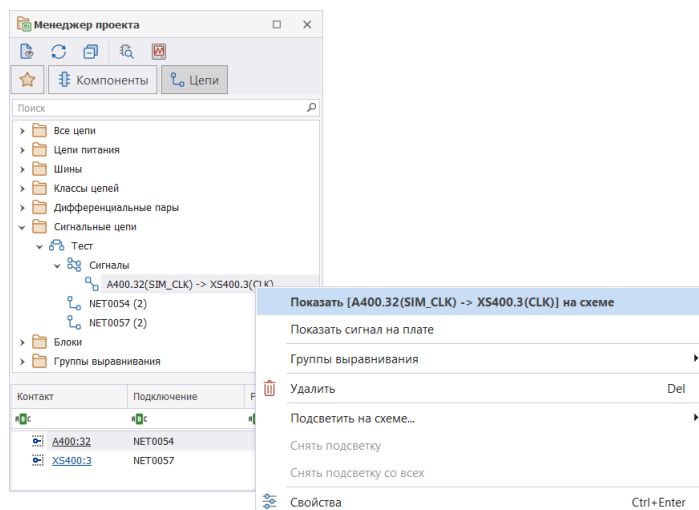 Менеджер проекта
Компоненты
Цепи
Поиск
Все цепи
Цепи питания
Шины
Классы цепей
Дифференциальные пары
Сигнальные цепи
Тест
Сигналы
A400.32(SIM_CLK) -> XS400.3(CLK)
NET0054 (2)
NET0057 (2)
Блоки
Группы выравнивания
Показать [A400.32(SIM_CLK) -> XS400.3(CLK)] на схеме
Показать сигнал на плате
Группы выравнивания
Удалить Del
Подсветить на схеме...
Снять подсветку
Снять подсветку со всех
Свойства Ctrl+Enter
Контакт Подключение
A400:32 NET0054
XS400:3 NET0057